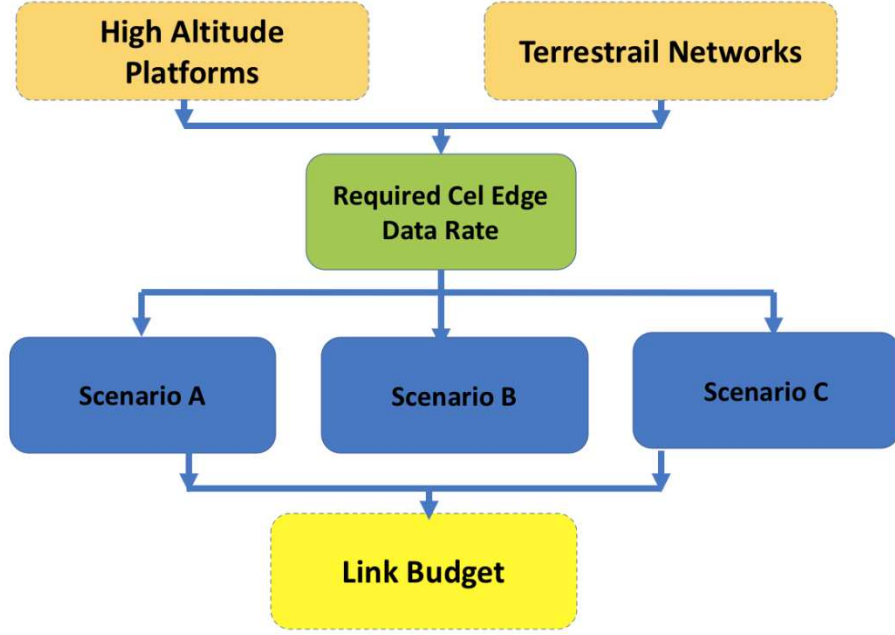 High Altitude
Platforms
Terrestrail Networks
Required Cel Edge
Data Rate
Scenario A
Scenario B
Scenario C
Link Budget